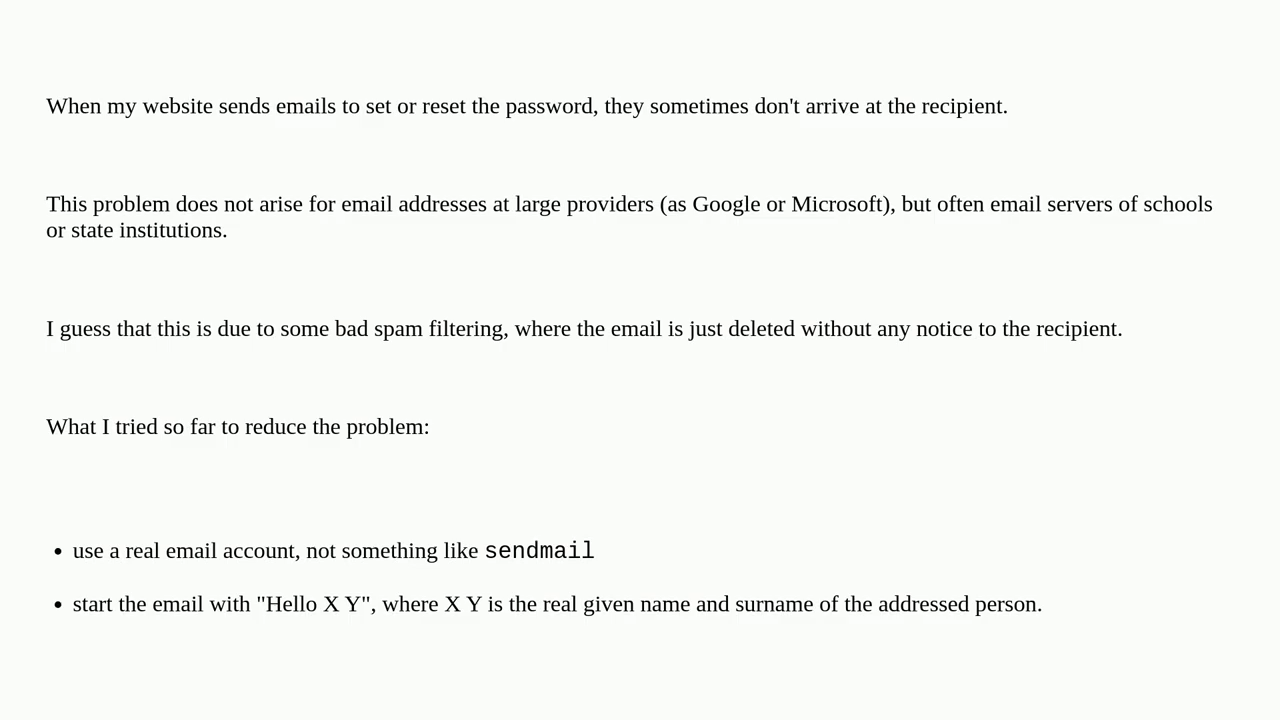 When my website sends emails to set or reset the password, they sometimes don't arrive at the recipient.
This problem does not arise for email addresses at large providers (as Google or Microsoft), but often email servers of schools
or state institutions.
I guess that this is due to some bad spam filtering, where the email is just deleted without any notice to the recipient.
What I tried so far to reduce the problem:
• use a real email account, not something like sendmail
• start the email with "Hello X Y", where X Y is the real given name and surname of the addressed person.